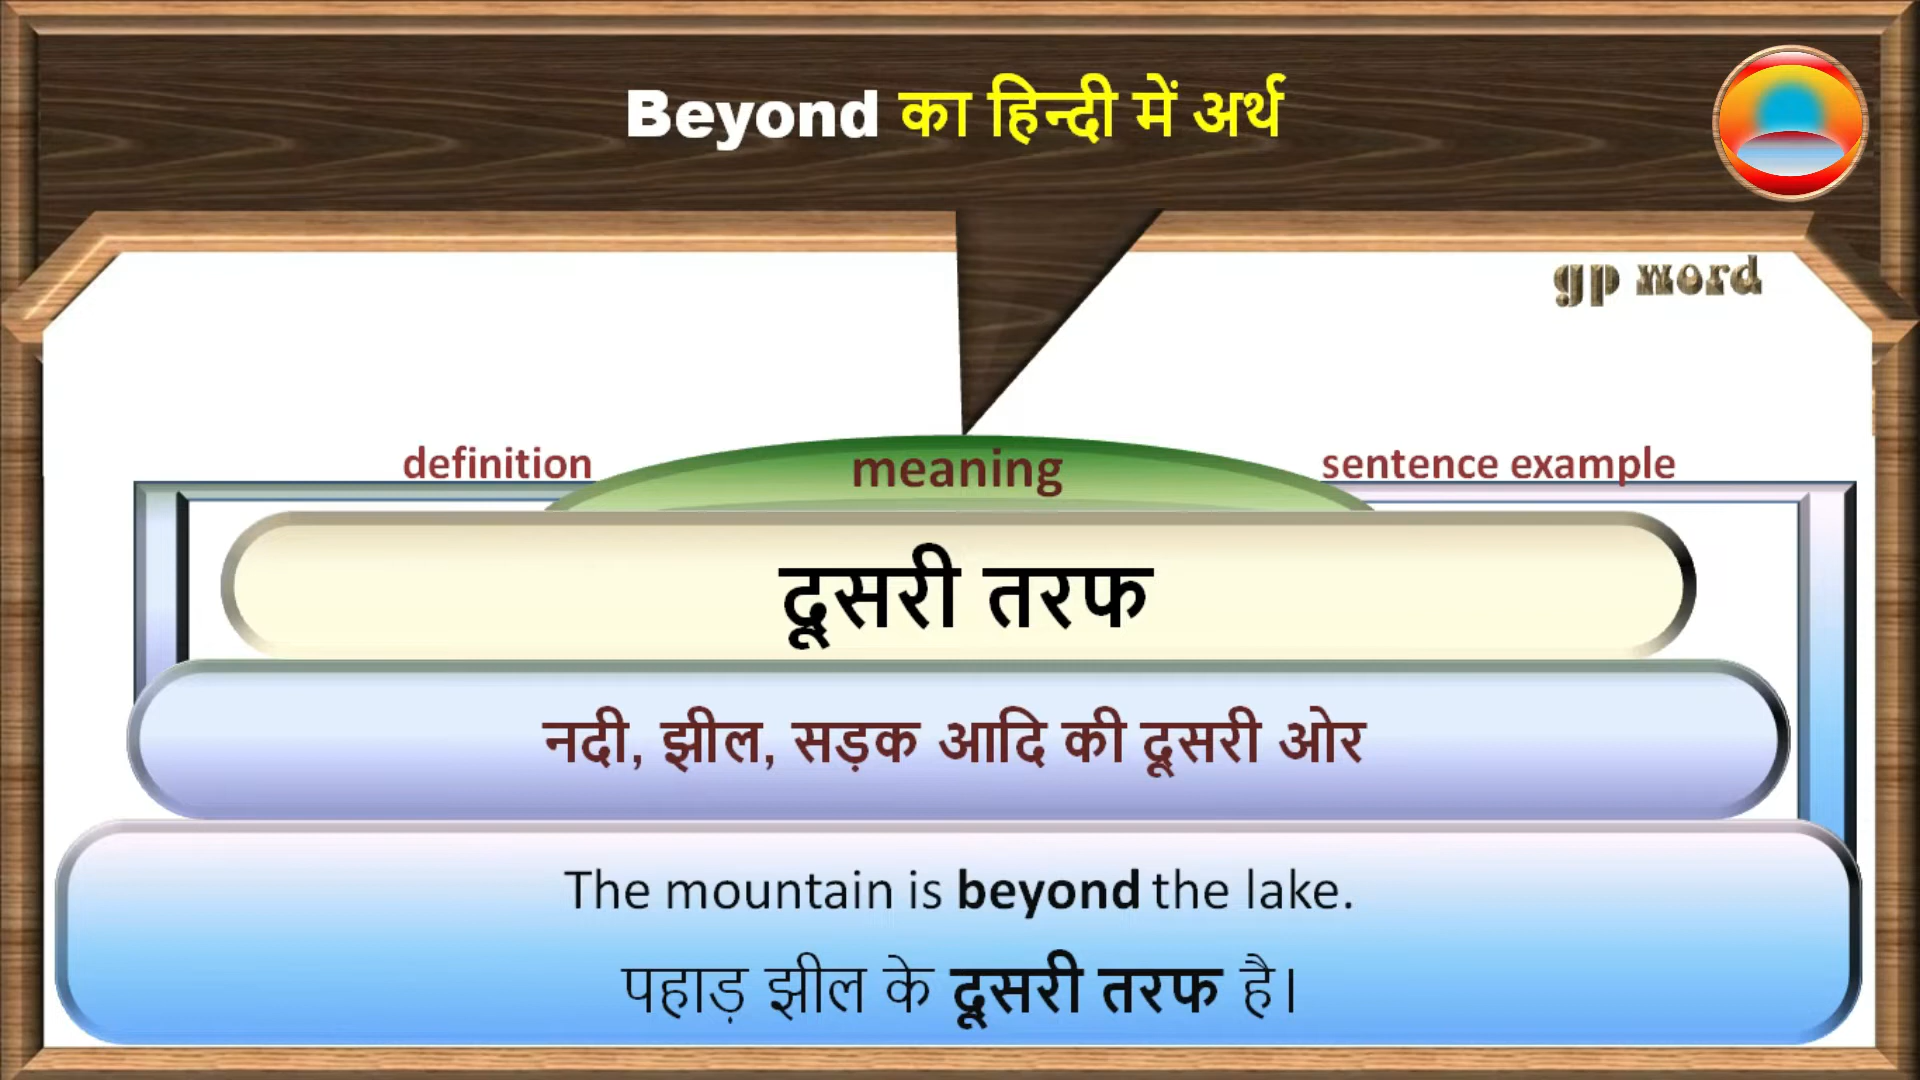 Beyond का हिन्दी में अर्थ
gp word
definition
meaning
sentence example
दूसरी तरफ
नदी, झील, सड़क आदि की दूसरी ओर
The mountain is beyond the lake.
पहाड़ झील के दूसरी तरफ है।